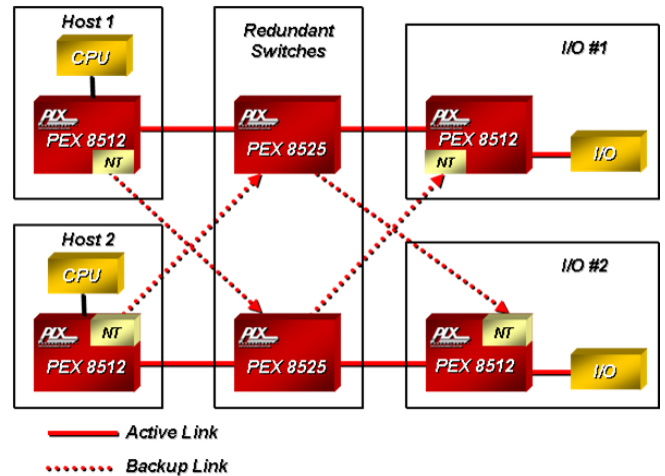 Host 1
CPU
PLX
PEX 8512
NT
Redundant
Switches
PLX
PEX 8525
I/O #1
PLX
PEX 8512
NT
I/O
Host 2
CPU
NT
PLX
PEX 8512
PLX
PEX 8525
I/O #2
NT
PLX
PEX 8512
I/O
Active Link
Backup Link